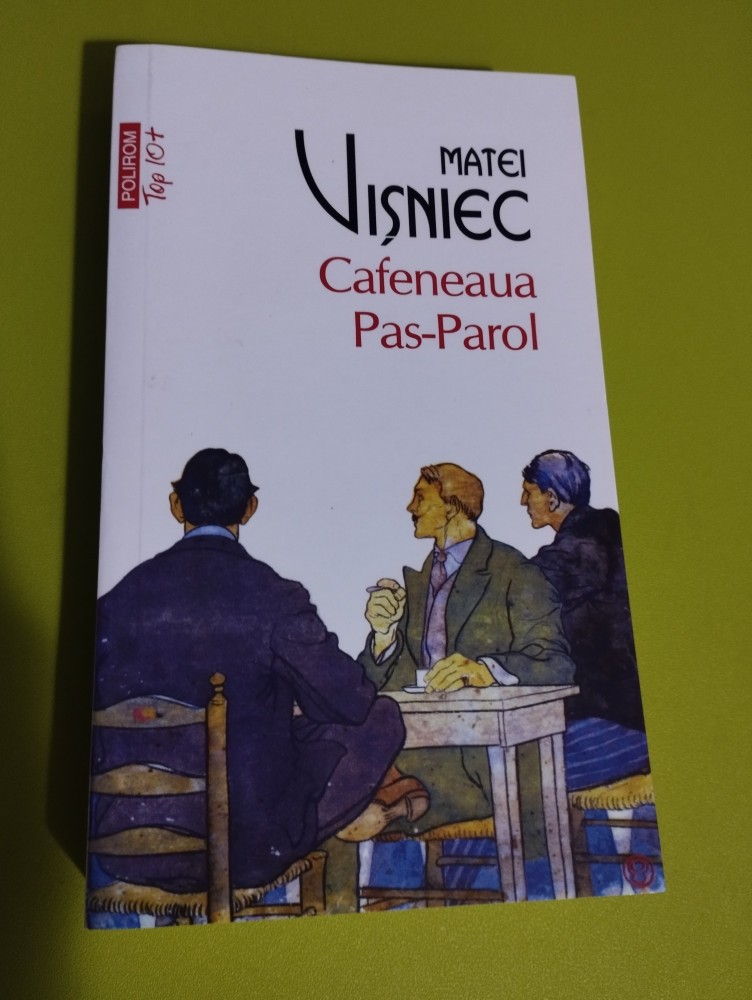 POLIROM
Top 10+
MATEI
VIȘNIEC
Cafeneaua
Pas-Parol